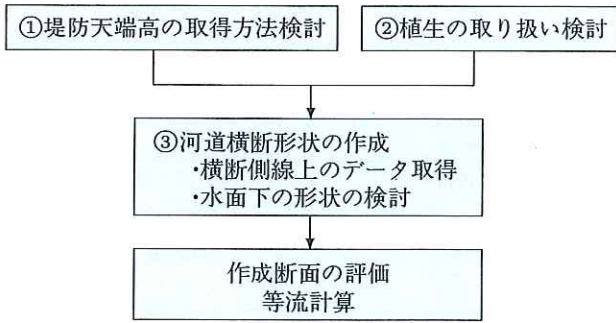 ①堤防天端高の取得方法検討
②植生の取り扱い検討
③河道横断形状の作成
・横断側線上のデータ取得
・水面下の形状の検討
作成断面の評価
等流計算